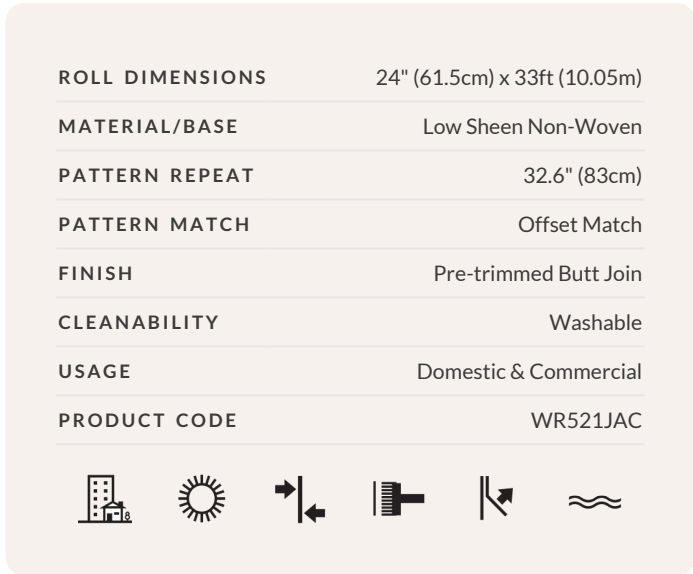 ROLL DIMENSIONS 24" (61.5cm) x 33ft (10.05m)
MATERIAL/BASE Low Sheen Non-Woven
PATTERN REPEAT 32.6" (83cm)
PATTERN MATCH Offset Match
FINISH Pre-trimmed Butt Join
CLEANABILITY Washable
USAGE Domestic & Commercial
PRODUCT CODE WR521JAC